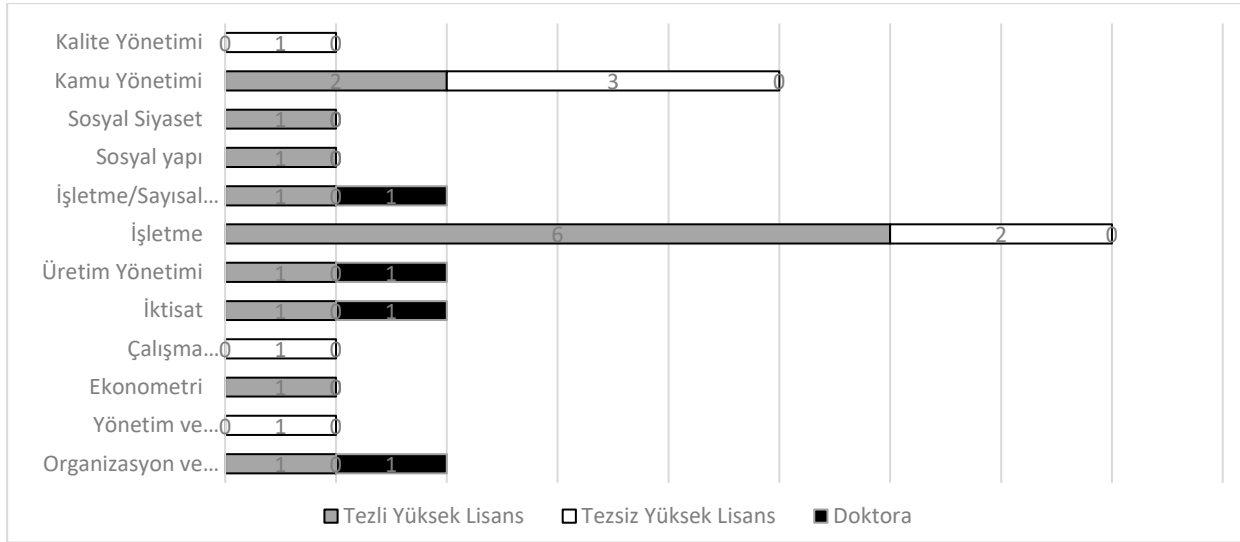 Kalite Yönetimi 0 1 0
Kamu Yönetimi 2 3 0
Sosyal Siyaset 1 0
Sosyal yapı 1 0
İşletme/Sayısal... 1 0 1
İşletme 6 2 0
Üretim Yönetimi 1 0 1
İktisat 1 0 1
Çalışma... 0 1 0
Ekonometri 1 0
Yönetim ve... 0 1 0
Organizasyon ve... 1 0 1
Tezli Yüksek Lisans Tezsiz Yüksek Lisans Doktora